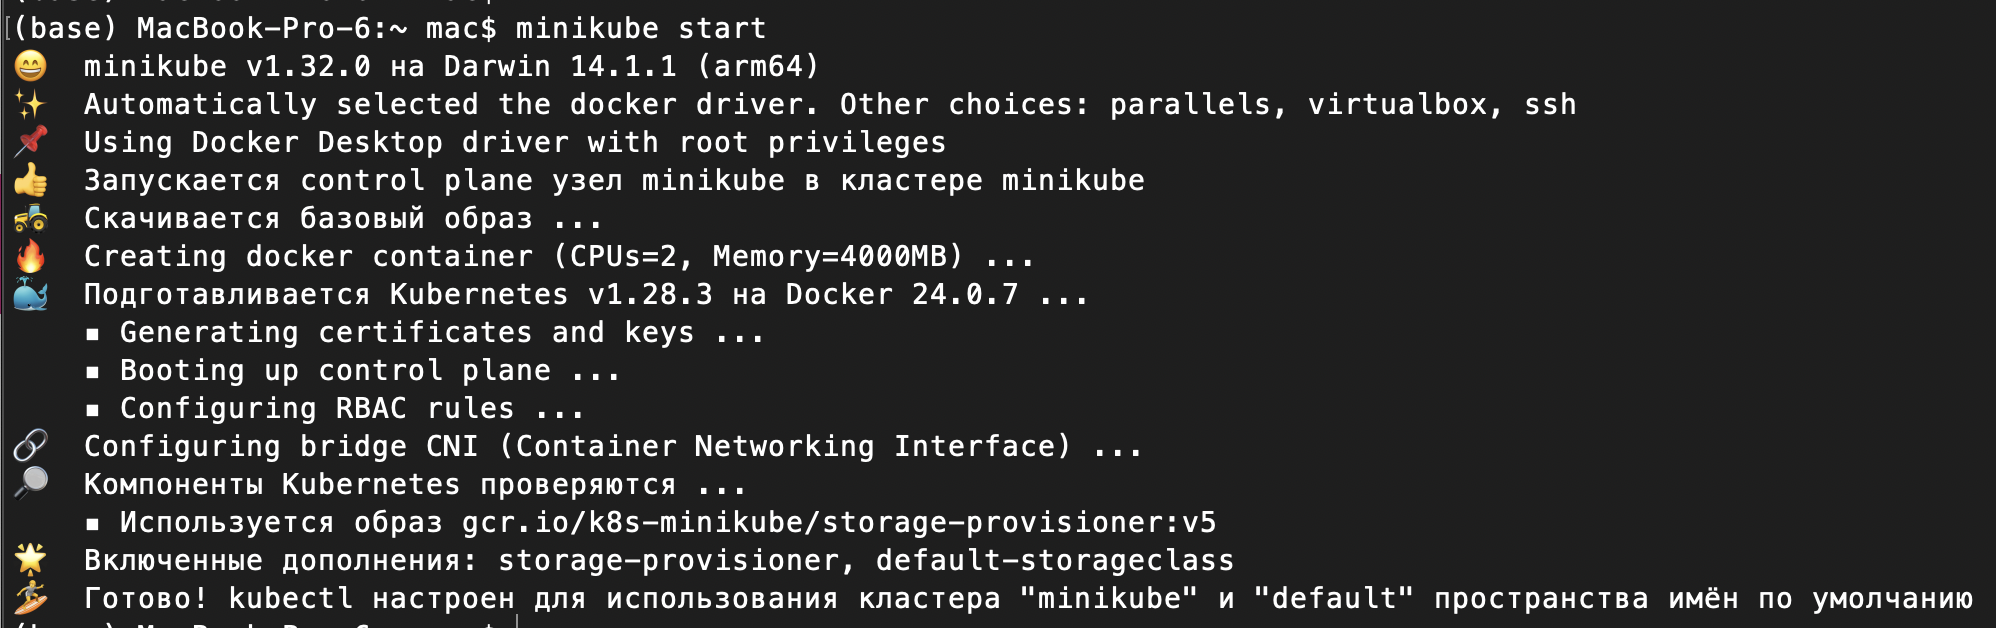 (base) MacBook-Pro-6:~ mac$ minikube start
😄 minikube v1.32.0 на Darwin 14.1.1 (arm64)
✨ Automatically selected the docker driver. Other choices: parallels, virtualbox, ssh
📌 Using Docker Desktop driver with root privileges
👍 Запускается control plane узел minikube в кластере minikube
🚜 Скачивается базовый образ ...
🔥 Creating docker container (CPUs=2, Memory=4000MB) ...
🐳 Подготавливается Kubernetes v1.28.3 на Docker 24.0.7 ...
▪ Generating certificates and keys ...
▪ Booting up control plane ...
▪ Configuring RBAC rules ...
🔗 Configuring bridge CNI (Container Networking Interface) ...
🔎 Компоненты Kubernetes проверяются ...
▪ Используется образ gcr.io/k8s-minikube/storage-provisioner:v5
🌟 Включенные дополнения: storage-provisioner, default-storageclass
🏄 Готово! kubectl настроен для использования кластера "minikube" и "default" пространства имён по умолчанию